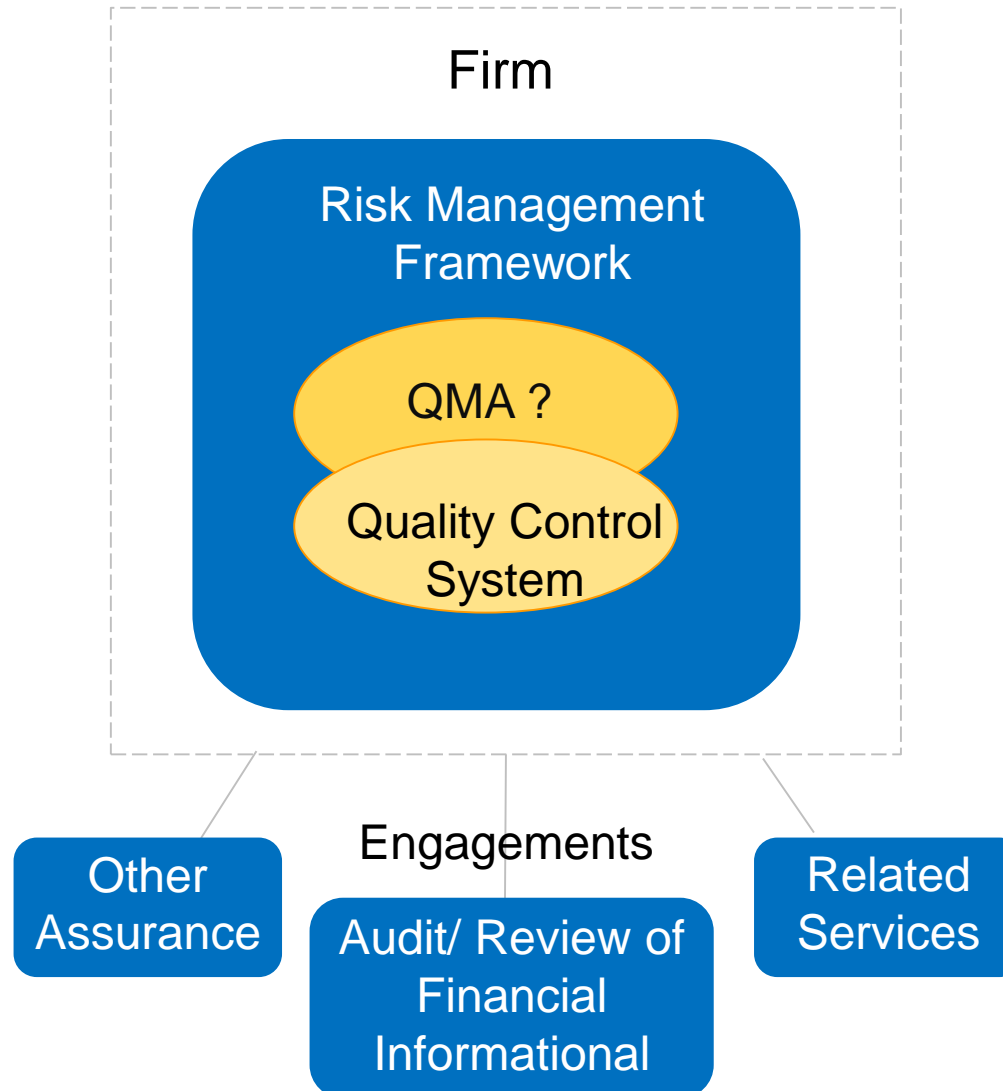 Firm
Risk Management
Framework
QMA ?
Quality Control
System
Engagements
Other
Assurance
Audit/ Review of
Financial
Informational
Related
Services